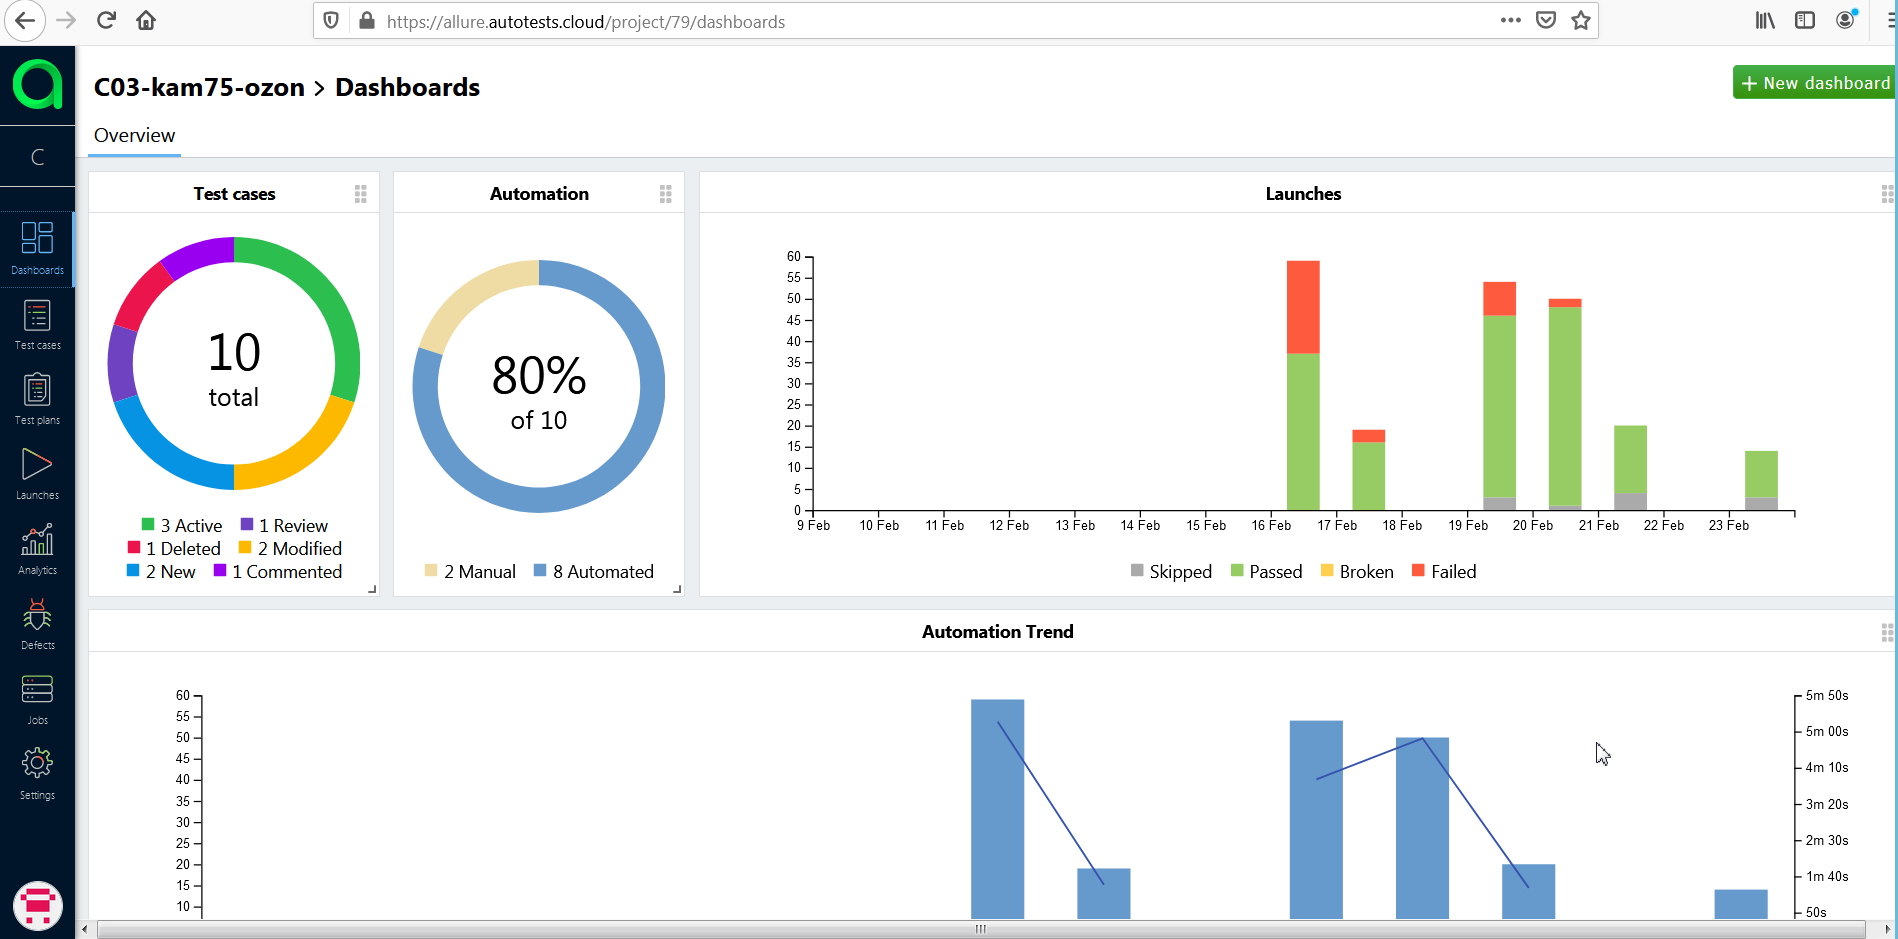 https://allure.autotests.cloud/project/79/dashboards
C03-kam75-ozon > Dashboards
+ New dashboard
Overview
C
Dashboards
Test cases
Test plans
Launches
Analytics
Defects
Jobs
Settings
Test cases
10
total
3 Active 1 Review
1 Deleted 2 Modified
2 New 1 Commented
Automation
80%
of 10
2 Manual 8 Automated
Launches
60
55
50
45
40
35
30
25
20
15
10
5
0
9 Feb 10 Feb 11 Feb 12 Feb 13 Feb 14 Feb 15 Feb 16 Feb 17 Feb 18 Feb 19 Feb 20 Feb 21 Feb 22 Feb 23 Feb
Skipped Passed Broken Failed
Automation Trend
60
55
50
45
40
35
30
25
20
15
10
5m 50s
5m 00s
4m 10s
3m 20s
2m 30s
1m 40s
50s